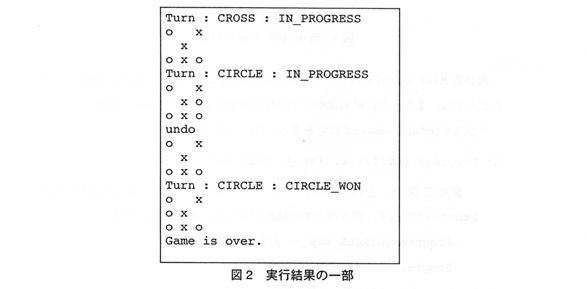 Turn : CROSS : IN_PROGRESS
o   x
  x
o x o
Turn : CIRCLE : IN_PROGRESS
o   x
  x o
o x o
undo
o   x
  x
o x o
Turn : CIRCLE : CIRCLE_WON
o   x
o x
o x o
Game is over.
図2 実行結果の一部